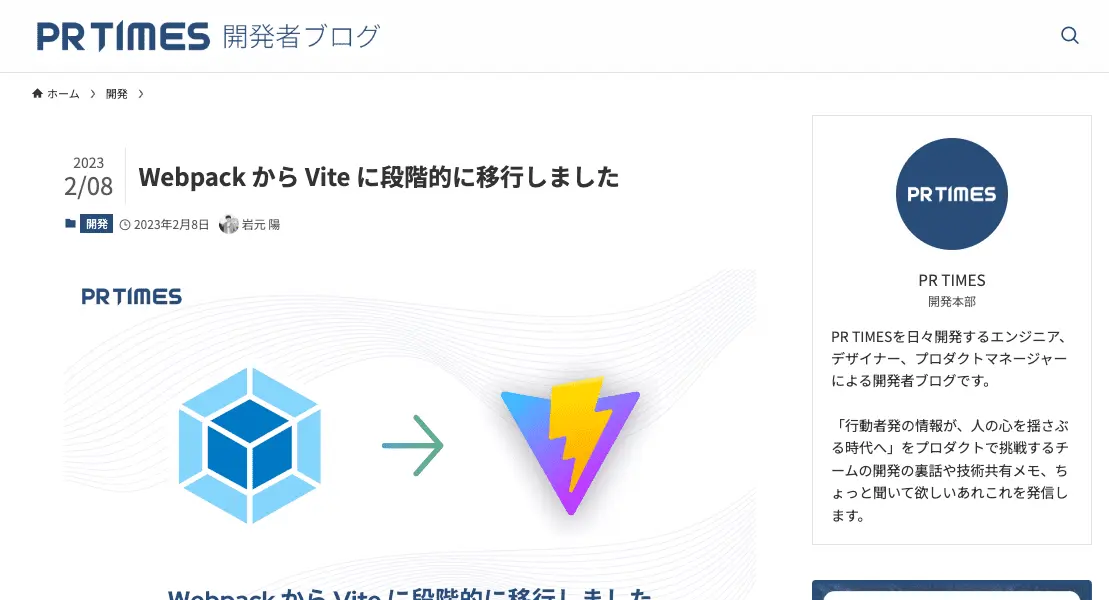 PR TIMES 開発者ブログ
ホーム 開発
2023
2/08
Webpack から Vite に段階的に移行しました
開発 2023年2月8日 岩元 陽
PR TIMES
Webpack から Vite に段階的に移行しました
PR TIMES
PR TIMES
開発本部
PR TIMESを日々開発するエンジニア、
デザイナー、プロダクトマネージャー
による開発者ブログです。
「行動者発の情報が、人の心を揺さぶ
る時代へ」をプロダクトで挑戦するチ
ームの開発の裏話や技術共有メモ、ち
ょっと聞いて欲しいあれこれを発信し
ます。